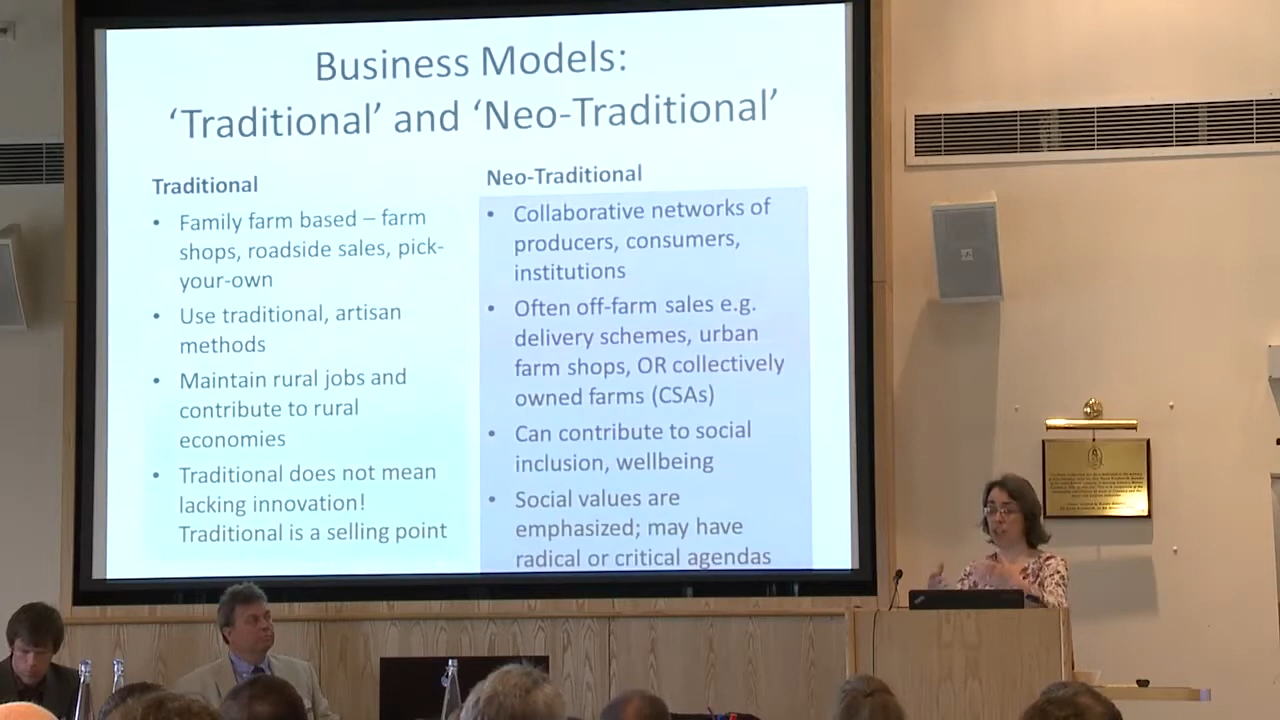 Business Models:
‘Traditional’ and ‘Neo-Traditional’
Traditional
• Family farm based – farm
shops, roadside sales, pick-
your-own
• Use traditional, artisan
methods
• Maintain rural jobs and
contribute to rural
economies
• Traditional does not mean
lacking innovation!
Traditional is a selling point
Neo-Traditional
• Collaborative networks of
producers, consumers,
institutions
• Often off-farm sales e.g.
delivery schemes, urban
farm shops, OR collectively
owned farms (CSAs)
• Can contribute to social
inclusion, wellbeing
• Social values are
emphasized; may have
radical or critical agendas